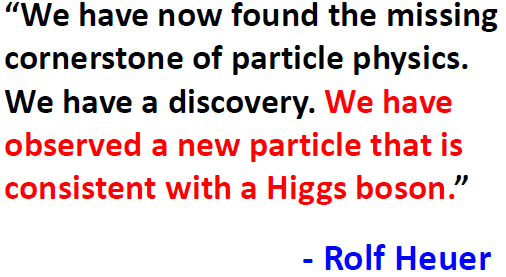 “We have now found the missing
cornerstone of particle physics.
We have a discovery. We have
observed a new particle that is
consistent with a Higgs boson.”
- Rolf Heuer